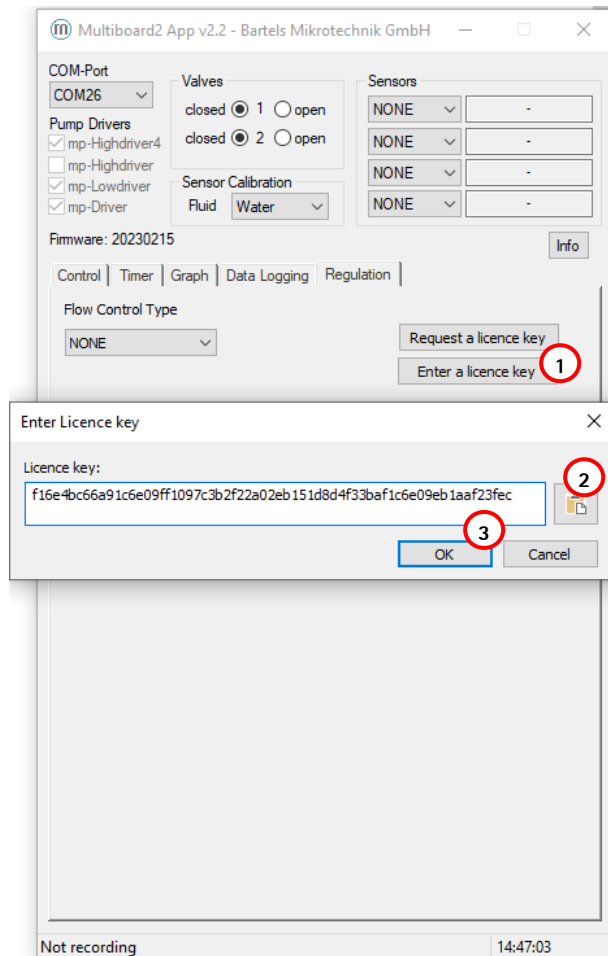 Multiboard2 App v2.2 - Bartels Mikrotechnik GmbH
COM-Port
COM26
Pump Drivers
mp-Highdriver4
mp-Highdriver
mp-Lowdriver
mp-Driver
Valves
closed 1 open
closed 2 open
Sensor Calibration
Fluid Water
Sensors
NONE -
NONE -
NONE -
NONE -
Firmware: 20230215
Info
Control Timer Graph Data Logging Regulation
Flow Control Type
NONE
Request a licence key
Enter a licence key 1
Enter Licence key
Licence key:
f16e4bc66a91c6e09ff1097c3b2f22a02eb151d8d4f33baf1c6e09eb1aaf23fec
2
3
OK Cancel
Not recording 14:47:03